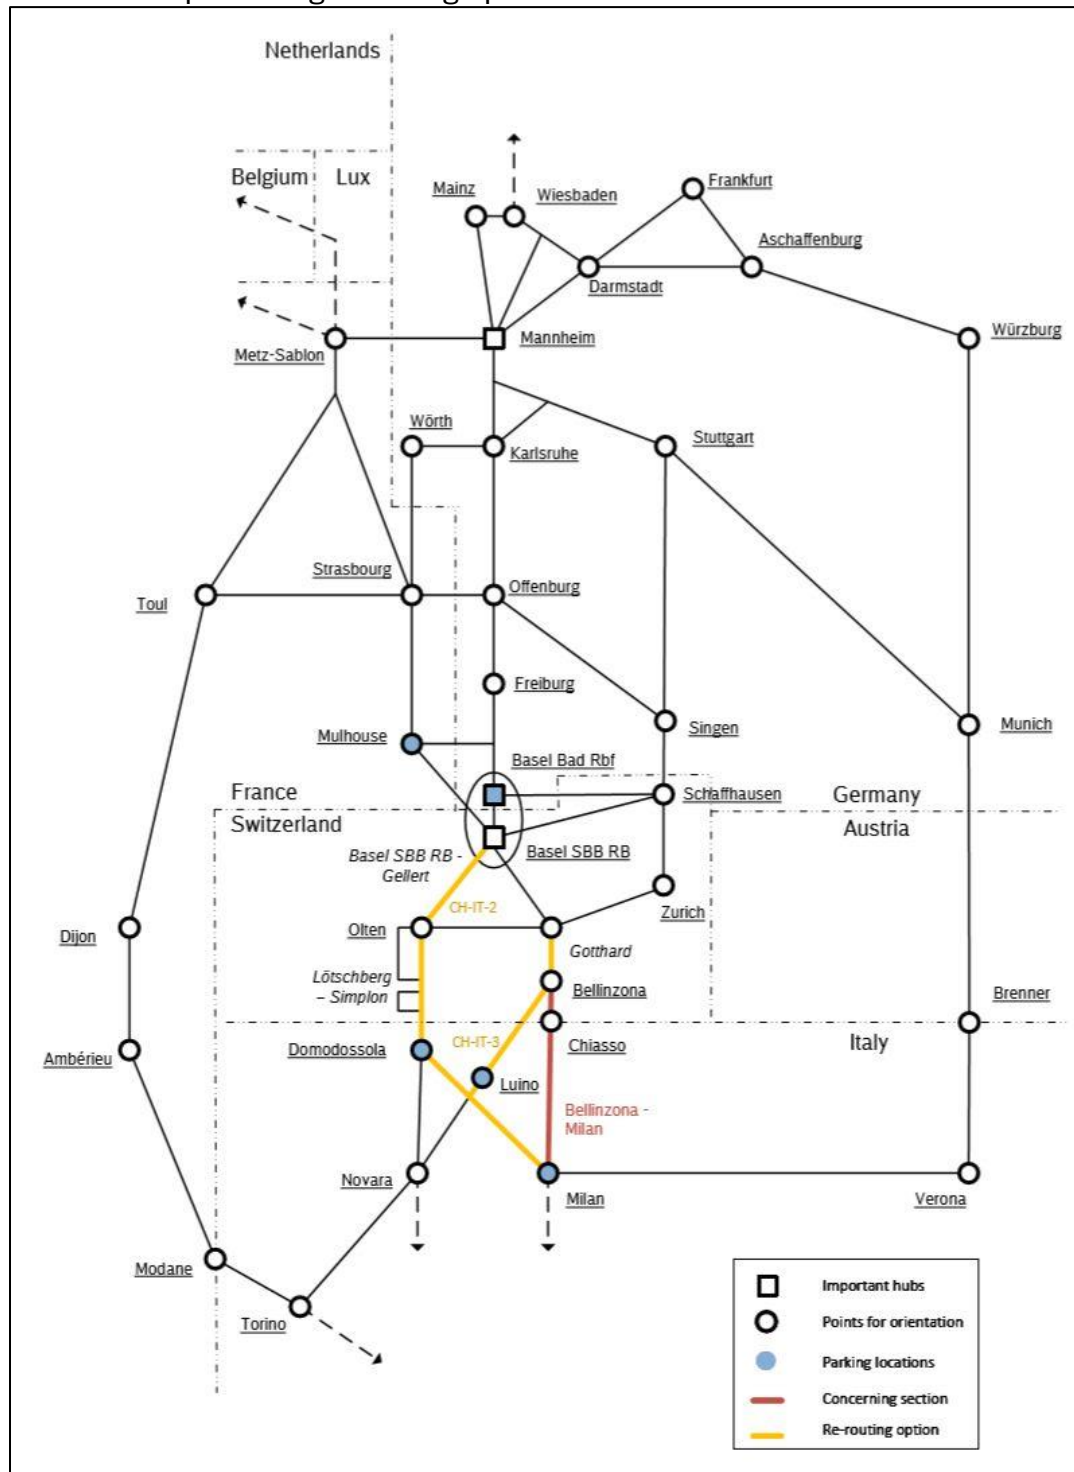 Netherlands
Belgium
Lux
Mainz
Wiesbaden
Frankfurt
Aschaffenburg
Darmstadt
Metz-Sablon
Mannheim
Würzburg
Wörth
Karlsruhe
Stuttgart
Strasbourg
Offenburg
Toul
Freiburg
Mulhouse
Singen
Munich
Basel Bad Rbf
France
Schaffhausen
Germany
Switzerland
Austria
Basel SBB RB -
Gellert
Basel SBB RB
CH-IT-2
Zurich
Dijon
Olten
Gotthard
Lötschberg
– Simplon
Bellinzona
Brenner
Ambérieu
Domodossola
CH-IT-3
Chiasso
Italy
Luino
Bellinzona -
Milan
Novara
Milan
Verona
Modane
Torino
Important hubs
Points for orientation
Parking locations
Concerning section
Re-routing option